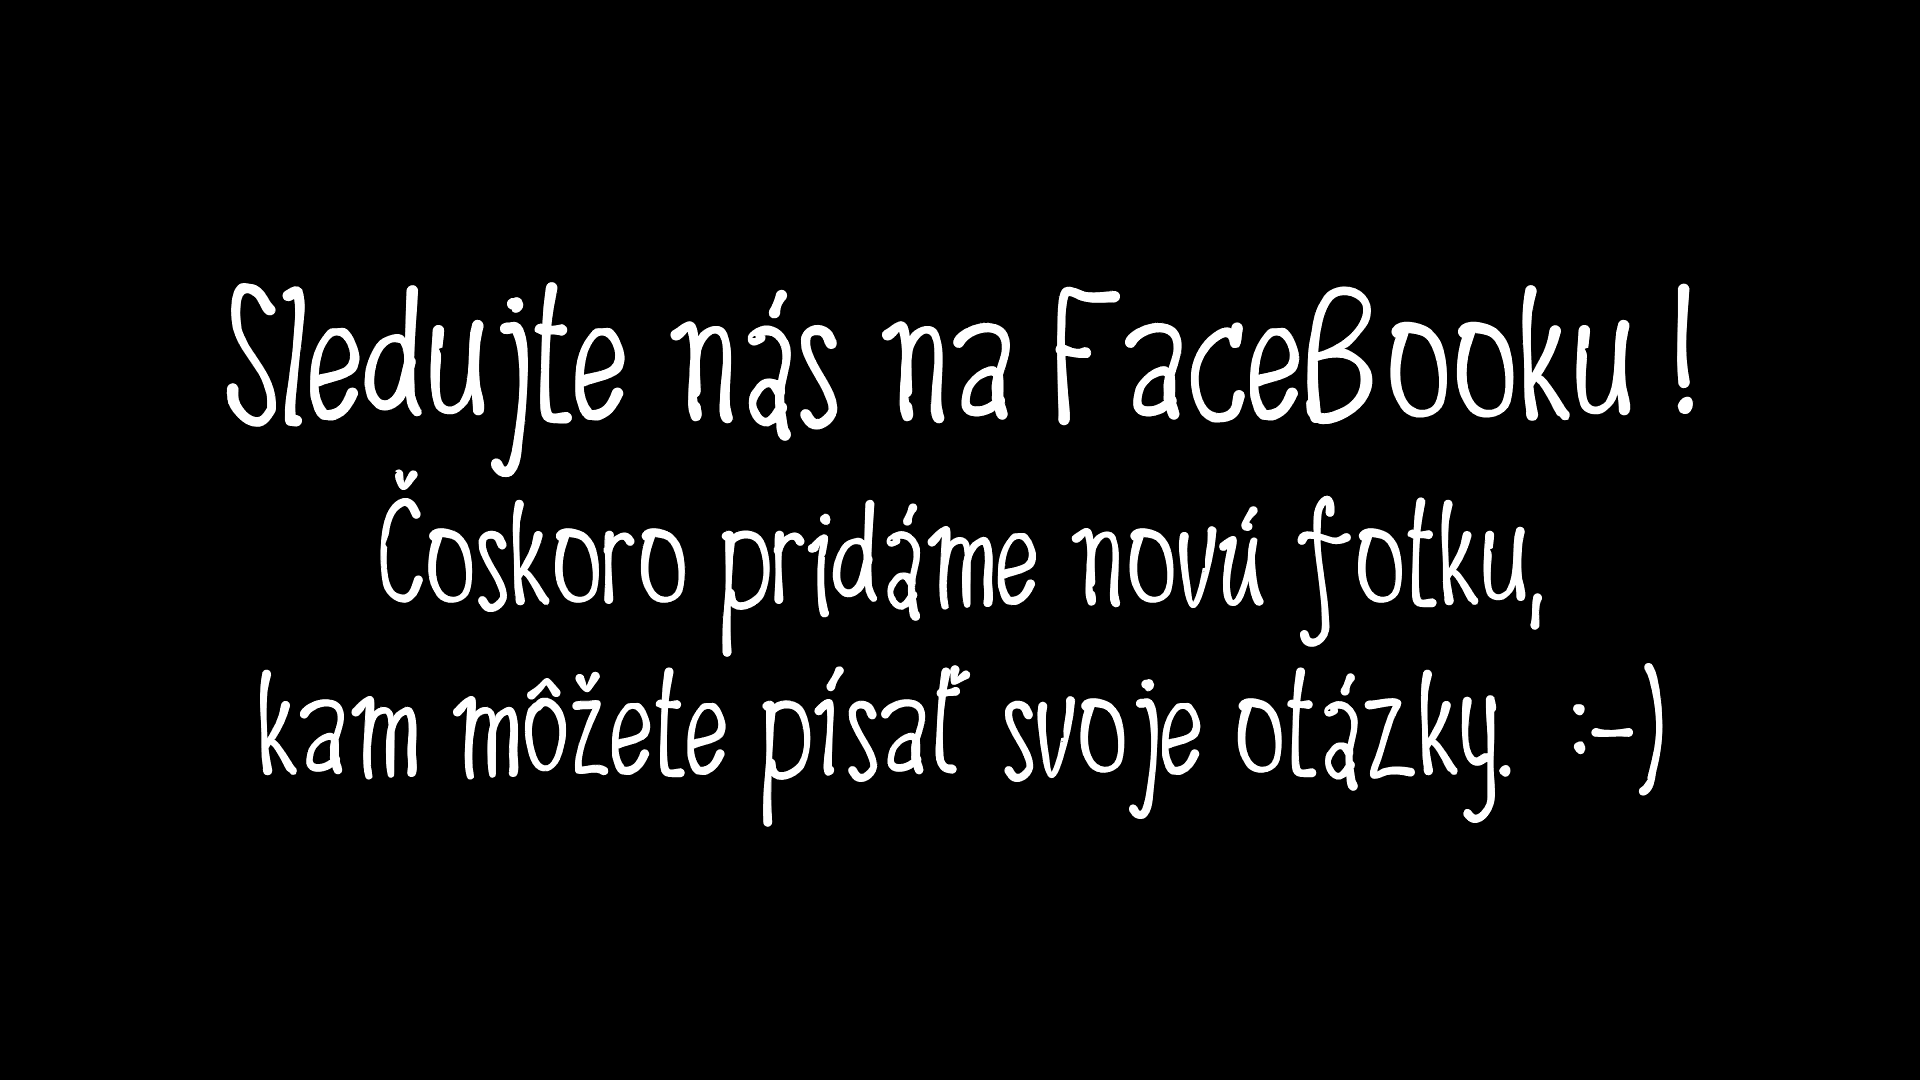 Sledujte nás na FaceBooku !
Čoskoro pridáme novú fotku,
kam môžete písať svoje otázky. :-)